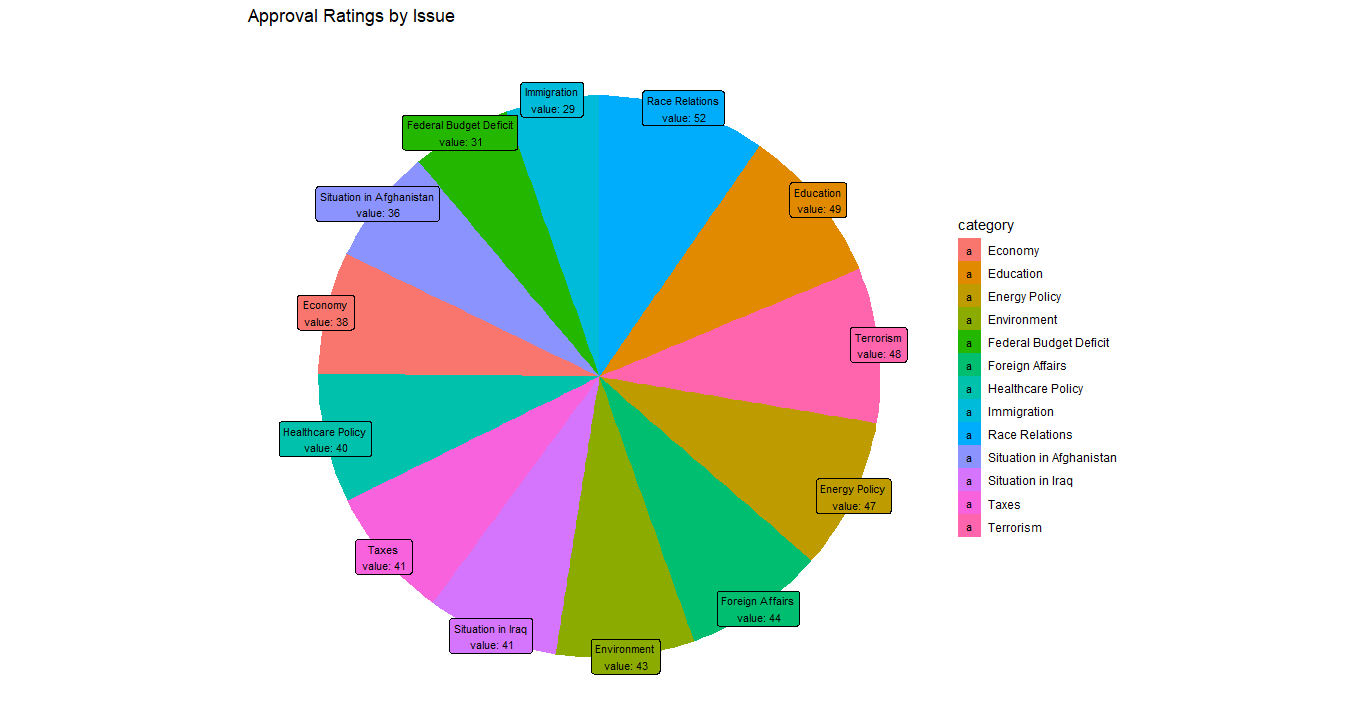 Approval Ratings by Issue
Immigration
value: 29
Race Relations
value: 52
Federal Budget Deficit
value: 31
Education
value: 49
Situation in Afghanistan
value: 36
Economy
value: 38
Terrorism
value: 48
Healthcare Policy
value: 40
Energy Policy
value: 47
Taxes
value: 41
Foreign Affairs
value: 44
Situation in Iraq
value: 41
Environment
value: 43
category
a Economy
a Education
a Energy Policy
a Environment
a Federal Budget Deficit
a Foreign Affairs
a Healthcare Policy
a Immigration
a Race Relations
a Situation in Afghanistan
a Situation in Iraq
a Taxes
a Terrorism